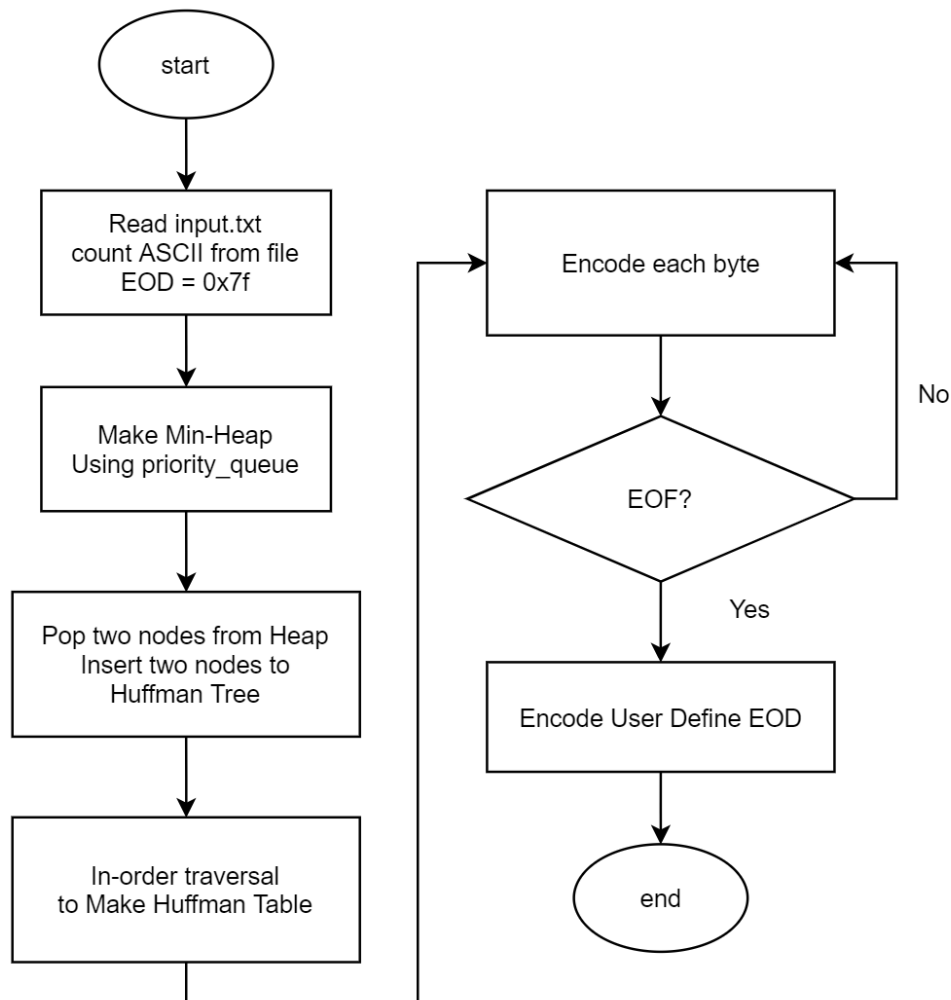 start
Read input.txt
count ASCII from file
EOD = 0x7f
Make Min-Heap
Using priority_queue
Pop two nodes from Heap
Insert two nodes to
Huffman Tree
In-order traversal
to Make Huffman Table
Encode each byte
No
EOF?
Yes
Encode User Define EOD
end